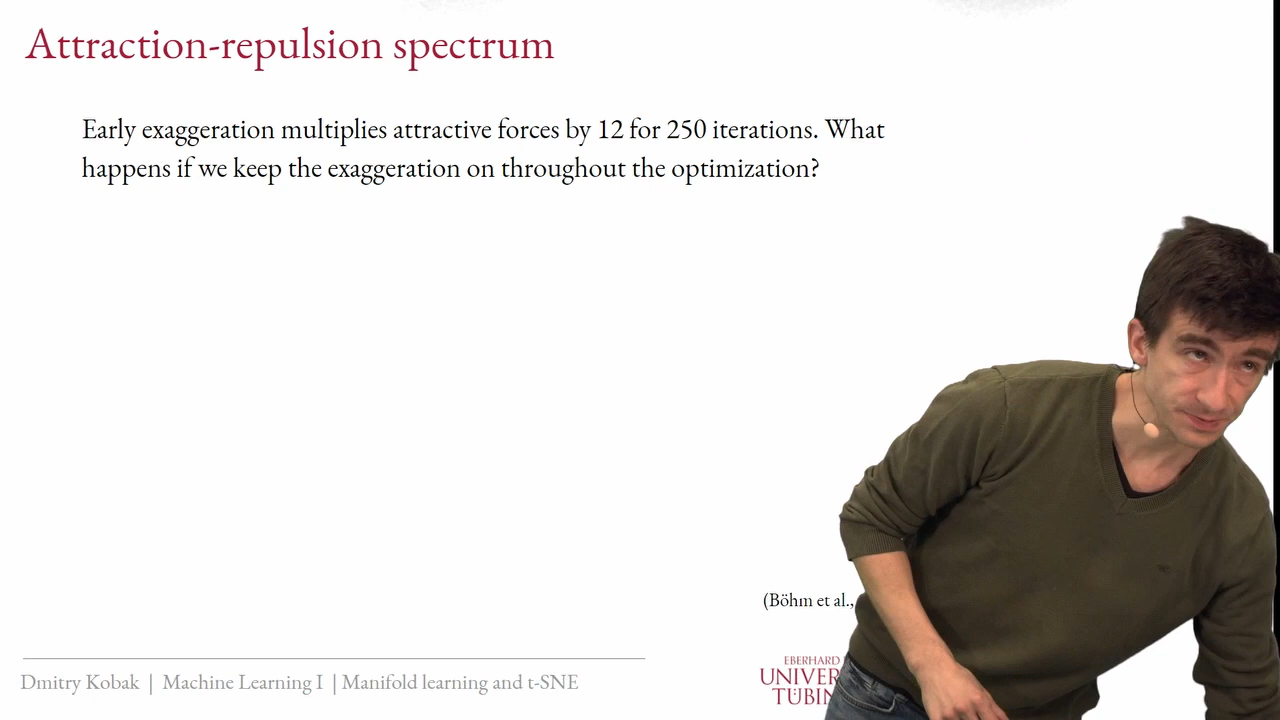 Attraction-repulsion spectrum
Early exaggeration multiplies attractive forces by 12 for 250 iterations. What
happens if we keep the exaggeration on throughout the optimization?
(Böhm et al.,
Dmitry Kobak | Machine Learning I | Manifold learning and t-SNE
EBERHARD
UNIVER
TÜBIN